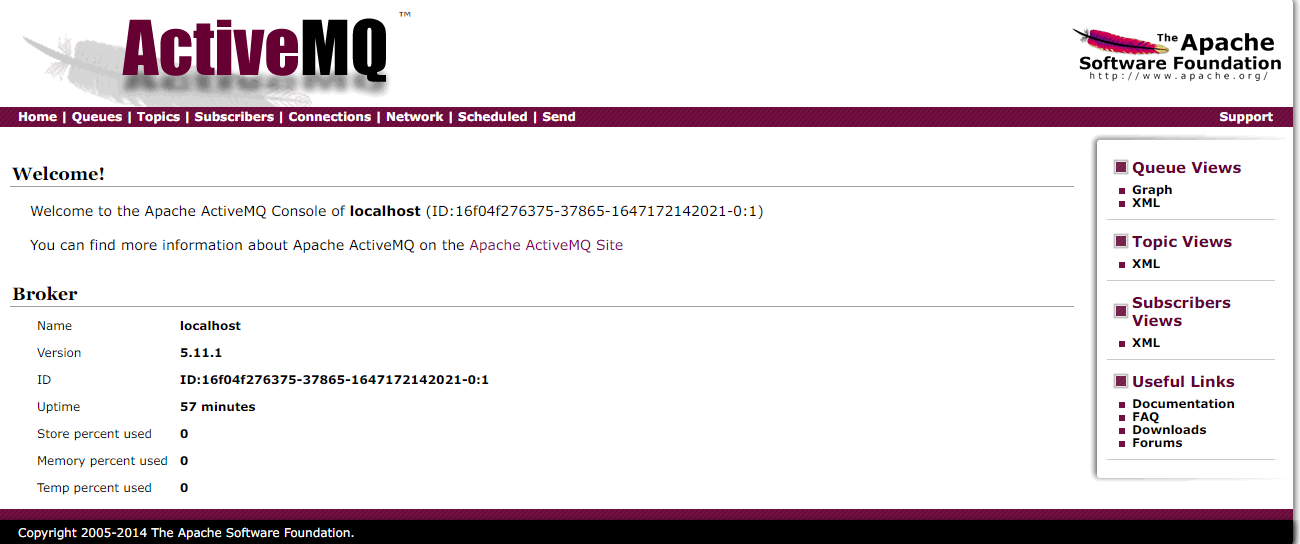 ActiveMQ™
The Apache
Software Foundation
http://www.apache.org/
Home | Queues | Topics | Subscribers | Connections | Network | Scheduled | Send
Support
Welcome!
Welcome to the Apache ActiveMQ Console of localhost (ID:16f04f276375-37865-1647172142021-0:1)
You can find more information about Apache ActiveMQ on the Apache ActiveMQ Site
Broker
Name localhost
Version 5.11.1
ID ID:16f04f276375-37865-1647172142021-0:1
Uptime 57 minutes
Store percent used 0
Memory percent used 0
Temp percent used 0
Queue Views
Graph
XML
Topic Views
XML
Subscribers
Views
XML
Useful Links
Documentation
FAQ
Downloads
Forums
Copyright 2005-2014 The Apache Software Foundation.